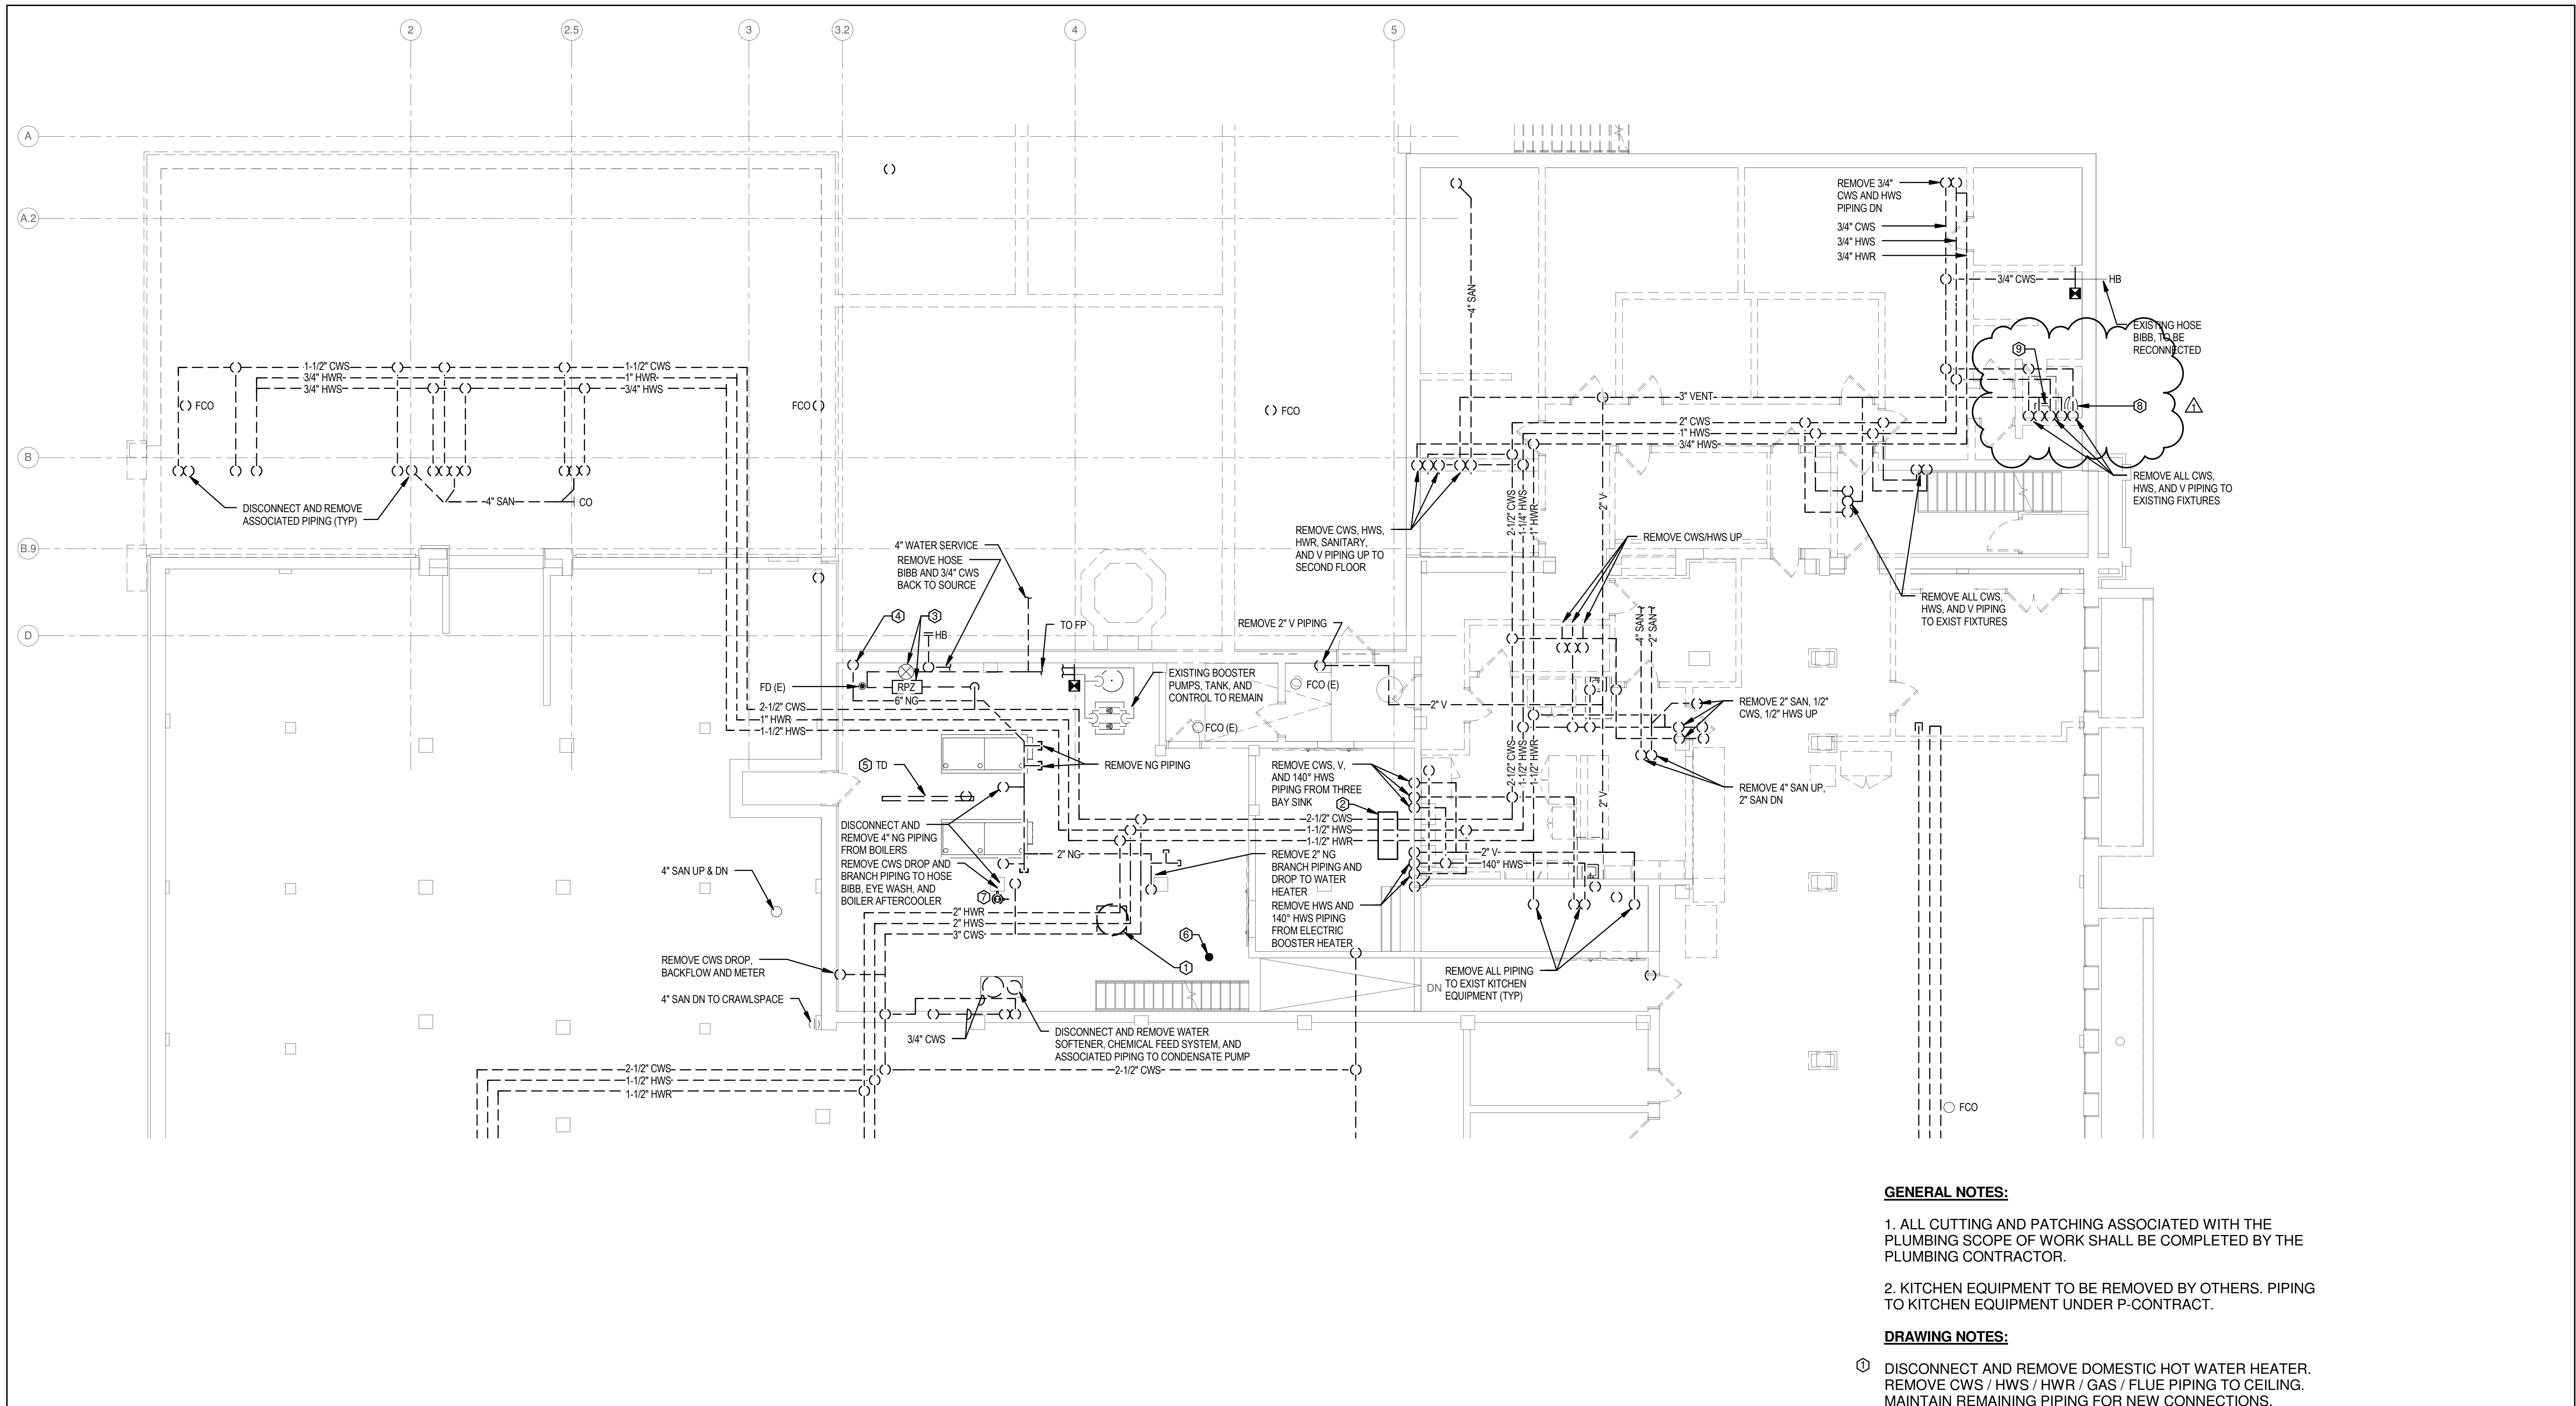 2
2.5
3
3.2
4
5
A
A.2
B
B.9
D
REMOVE 3/4"
CWS AND HWS
PIPING DN
3/4" CWS
3/4" HWS
3/4" HWR
3/4" CWS
HB
EXISTING HOSE
BIBB, TO BE
RECONNECTED
9
8
1
REMOVE ALL CWS,
HWS, AND V PIPING TO
EXISTING FIXTURES
4" SAN
1-1/2" CWS
3/4" HWR
3/4" HWS
1-1/2" CWS
1" HWR
3/4" HWS
FCO
FCO
FCO
DISCONNECT AND REMOVE
ASSOCIATED PIPING (TYP)
4" SAN
CO
3" VENT
2" CWS
1" HWS
3/4" HWS
2-1/2" CWS
1-1/4" HWS
1" HWR
2" V
REMOVE CWS, HWS,
HWR, SANITARY,
AND V PIPING UP TO
SECOND FLOOR
REMOVE CWS/HWS UP
REMOVE ALL CWS,
HWS, AND V PIPING
TO EXIST FIXTURES
4" WATER SERVICE
REMOVE HOSE
BIBB AND 3/4" CWS
BACK TO SOURCE
4
3
HB
TO FP
FD (E)
RPZ
6" NG
2-1/2" CWS
1" HWR
1-1/2" HWS
EXISTING BOOSTER
PUMPS, TANK, AND
CONTROL TO REMAIN
REMOVE 2" V PIPING
FCO (E)
FCO (E)
2" V
4" SAN
2" SAN
REMOVE 2" SAN, 1/2"
CWS, 1/2" HWS UP
REMOVE 4" SAN UP,
2" SAN DN
5
TD
REMOVE NG PIPING
DISCONNECT AND
REMOVE 4" NG PIPING
FROM BOILERS
REMOVE CWS DROP AND
BRANCH PIPING TO HOSE
BIBB, EYE WASH, AND
BOILER AFTERCOOLER
7
2" NG
REMOVE CWS, V,
AND 140° HWS
PIPING FROM THREE
BAY SINK
2
2-1/2" CWS
1-1/2" HWS
1-1/2" HWR
2-1/2" CWS
1-1/2" HWS
1-1/2" HWR
2" V
REMOVE 2" NG
BRANCH PIPING AND
DROP TO WATER
HEATER
REMOVE HWS AND
140° HWS PIPING
FROM ELECTRIC
BOOSTER HEATER
2" V
140° HWS
4" SAN UP & DN
2" HWR
2" HWS
3" CWS
6
1
REMOVE CWS DROP,
BACKFLOW AND METER
4" SAN DN TO CRAWLSPACE
3/4" CWS
DISCONNECT AND REMOVE WATER
SOFTENER, CHEMICAL FEED SYSTEM, AND
ASSOCIATED PIPING TO CONDENSATE PUMP
DN
REMOVE ALL PIPING
TO EXIST KITCHEN
EQUIPMENT (TYP)
2-1/2" CWS
1-1/2" HWS
1-1/2" HWR
2-1/2" CWS
FCO
GENERAL NOTES:
1. ALL CUTTING AND PATCHING ASSOCIATED WITH THE
PLUMBING SCOPE OF WORK SHALL BE COMPLETED BY THE
PLUMBING CONTRACTOR.
2. KITCHEN EQUIPMENT TO BE REMOVED BY OTHERS. PIPING
TO KITCHEN EQUIPMENT UNDER P-CONTRACT.
DRAWING NOTES:
1 DISCONNECT AND REMOVE DOMESTIC HOT WATER HEATER.
REMOVE CWS / HWS / HWR / GAS / FLUE PIPING TO CEILING.
MAINTAIN REMAINING PIPING FOR NEW CONNECTIONS.